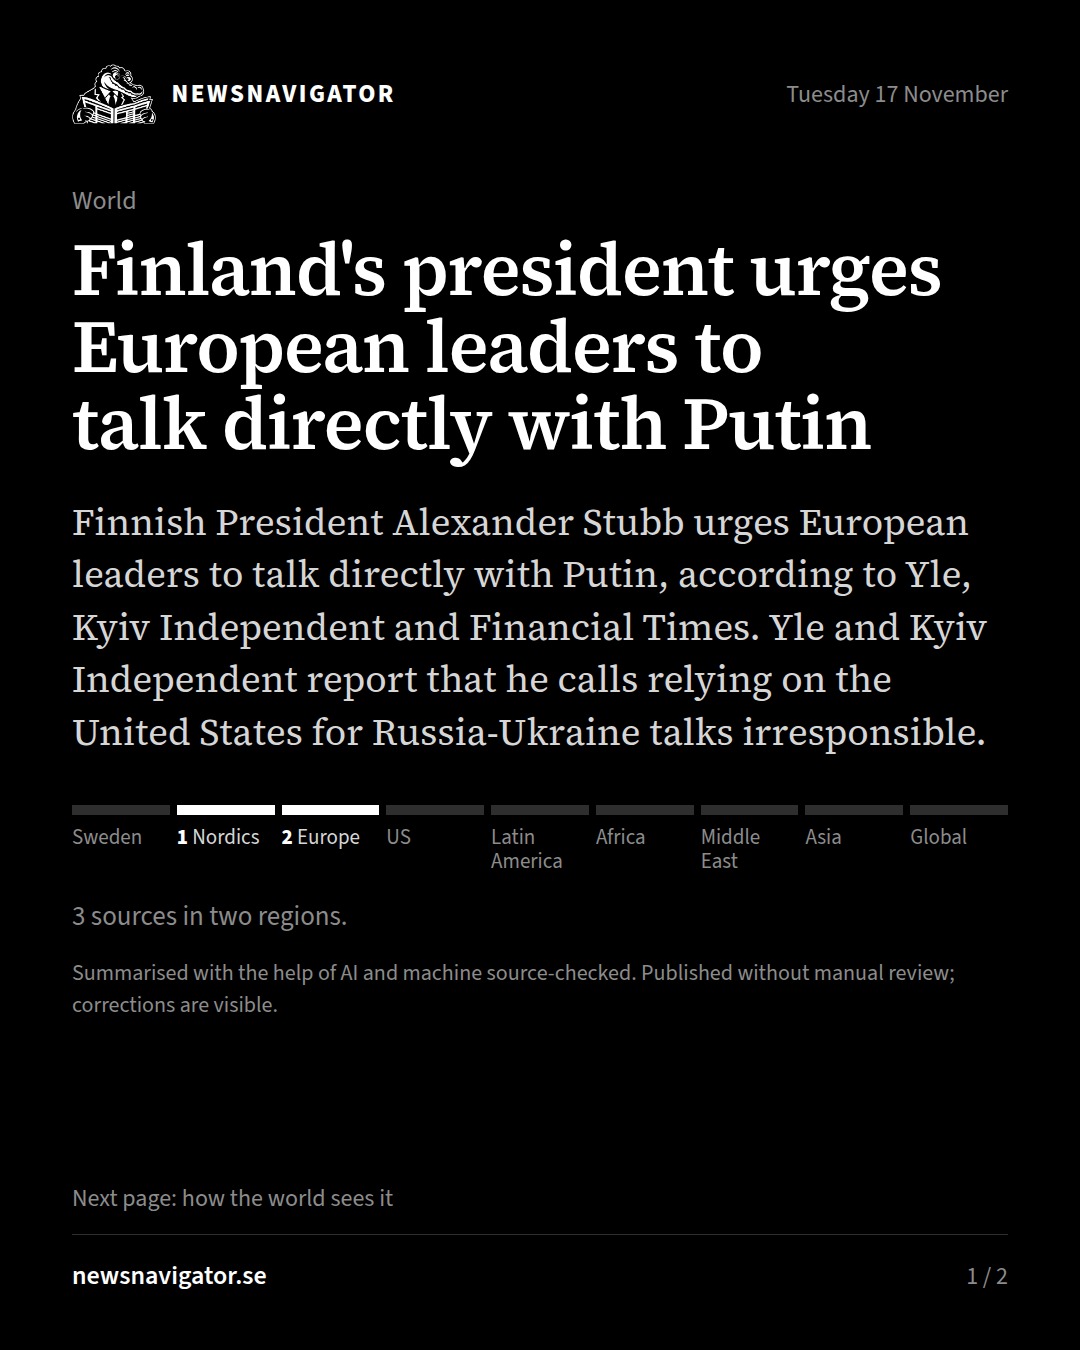 NEWSNAVIGATOR
Tuesday 17 November
World
Finland's president urges
European leaders to
talk directly with Putin
Finnish President Alexander Stubb urges European
leaders to talk directly with Putin, according to Yle,
Kyiv Independent and Financial Times. Yle and Kyiv
Independent report that he calls relying on the
United States for Russia-Ukraine talks irresponsible.
Sweden
1 Nordics
2 Europe
US
Latin
America
Africa
Middle
East
Asia
Global
3 sources in two regions.
Summarised with the help of AI and machine source-checked. Published without manual review;
corrections are visible.
Next page: how the world sees it
newsnavigator.se
1 / 2